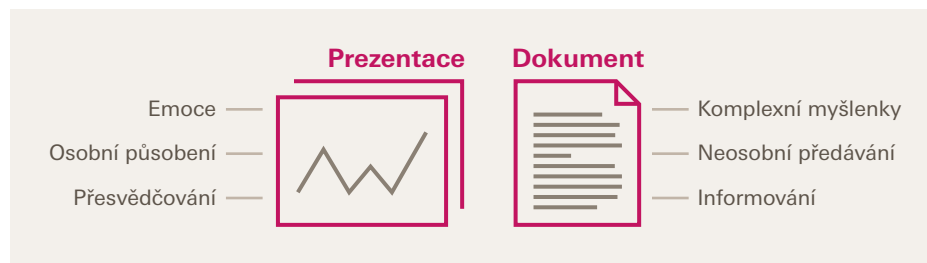 Prezentace
Dokument
Emoce
Osobní působení
Přesvědčování
Komplexní myšlenky
Neosobní předávání
Informování